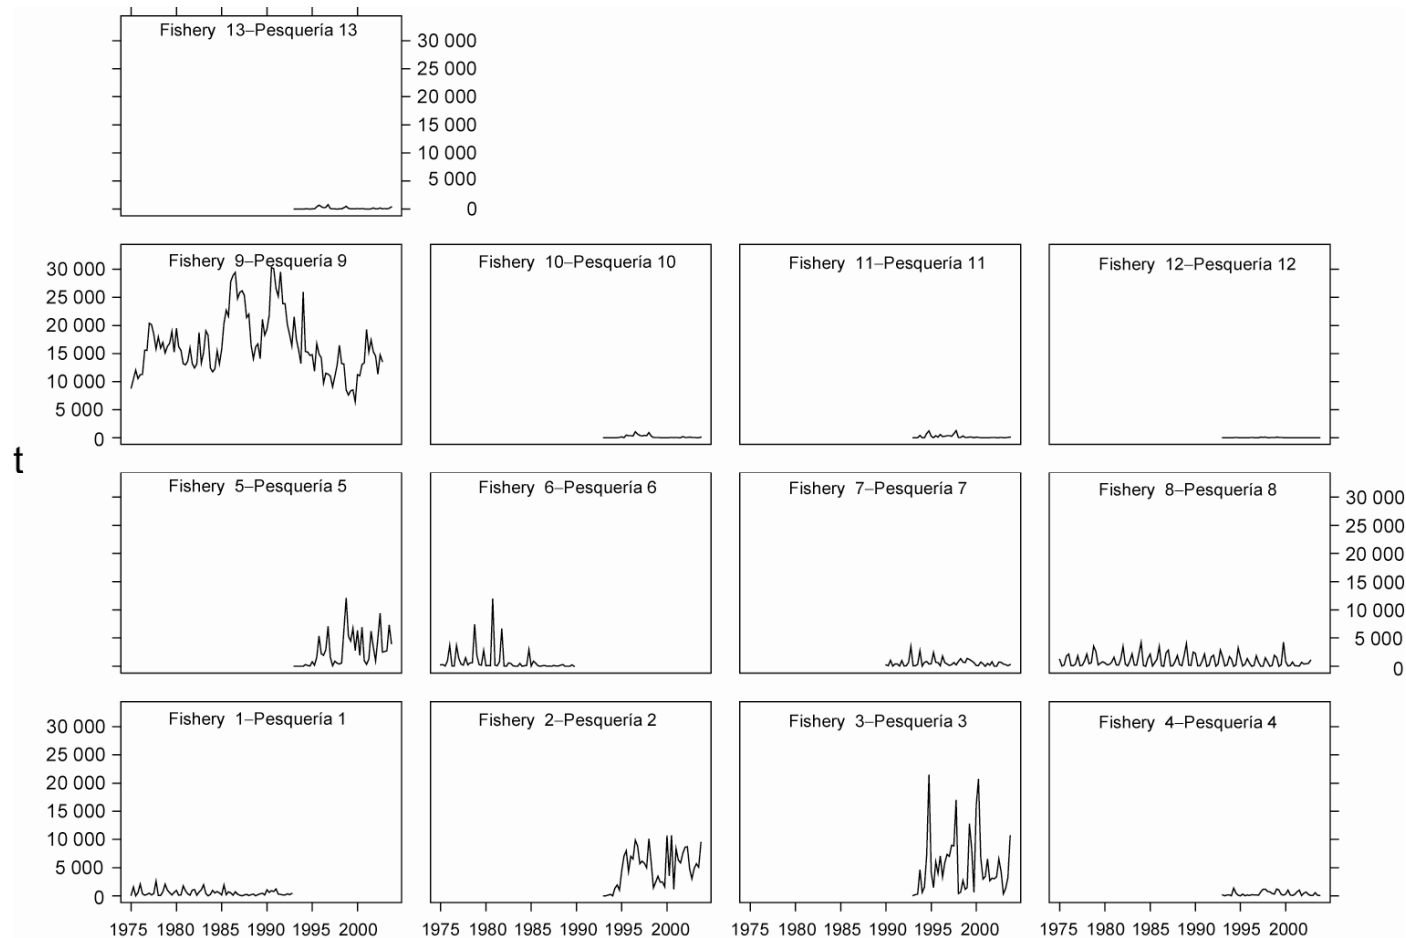 Fishery 13–Pesquería 13
30 000
25 000
20 000
15 000
10 000
5 000
0
Fishery 9–Pesquería 9
Fishery 10–Pesquería 10
Fishery 11–Pesquería 11
Fishery 12–Pesquería 12
30 000
25 000
20 000
15 000
10 000
5 000
0
t
Fishery 5–Pesquería 5
Fishery 6–Pesquería 6
Fishery 7–Pesquería 7
Fishery 8–Pesquería 8
30 000
25 000
20 000
15 000
10 000
5 000
0
Fishery 1–Pesquería 1
Fishery 2–Pesquería 2
Fishery 3–Pesquería 3
Fishery 4–Pesquería 4
30 000
25 000
20 000
15 000
10 000
5 000
0
1975 1980 1985 1990 1995 2000
1975 1980 1985 1990 1995 2000
1975 1980 1985 1990 1995 2000
1975 1980 1985 1990 1995 2000